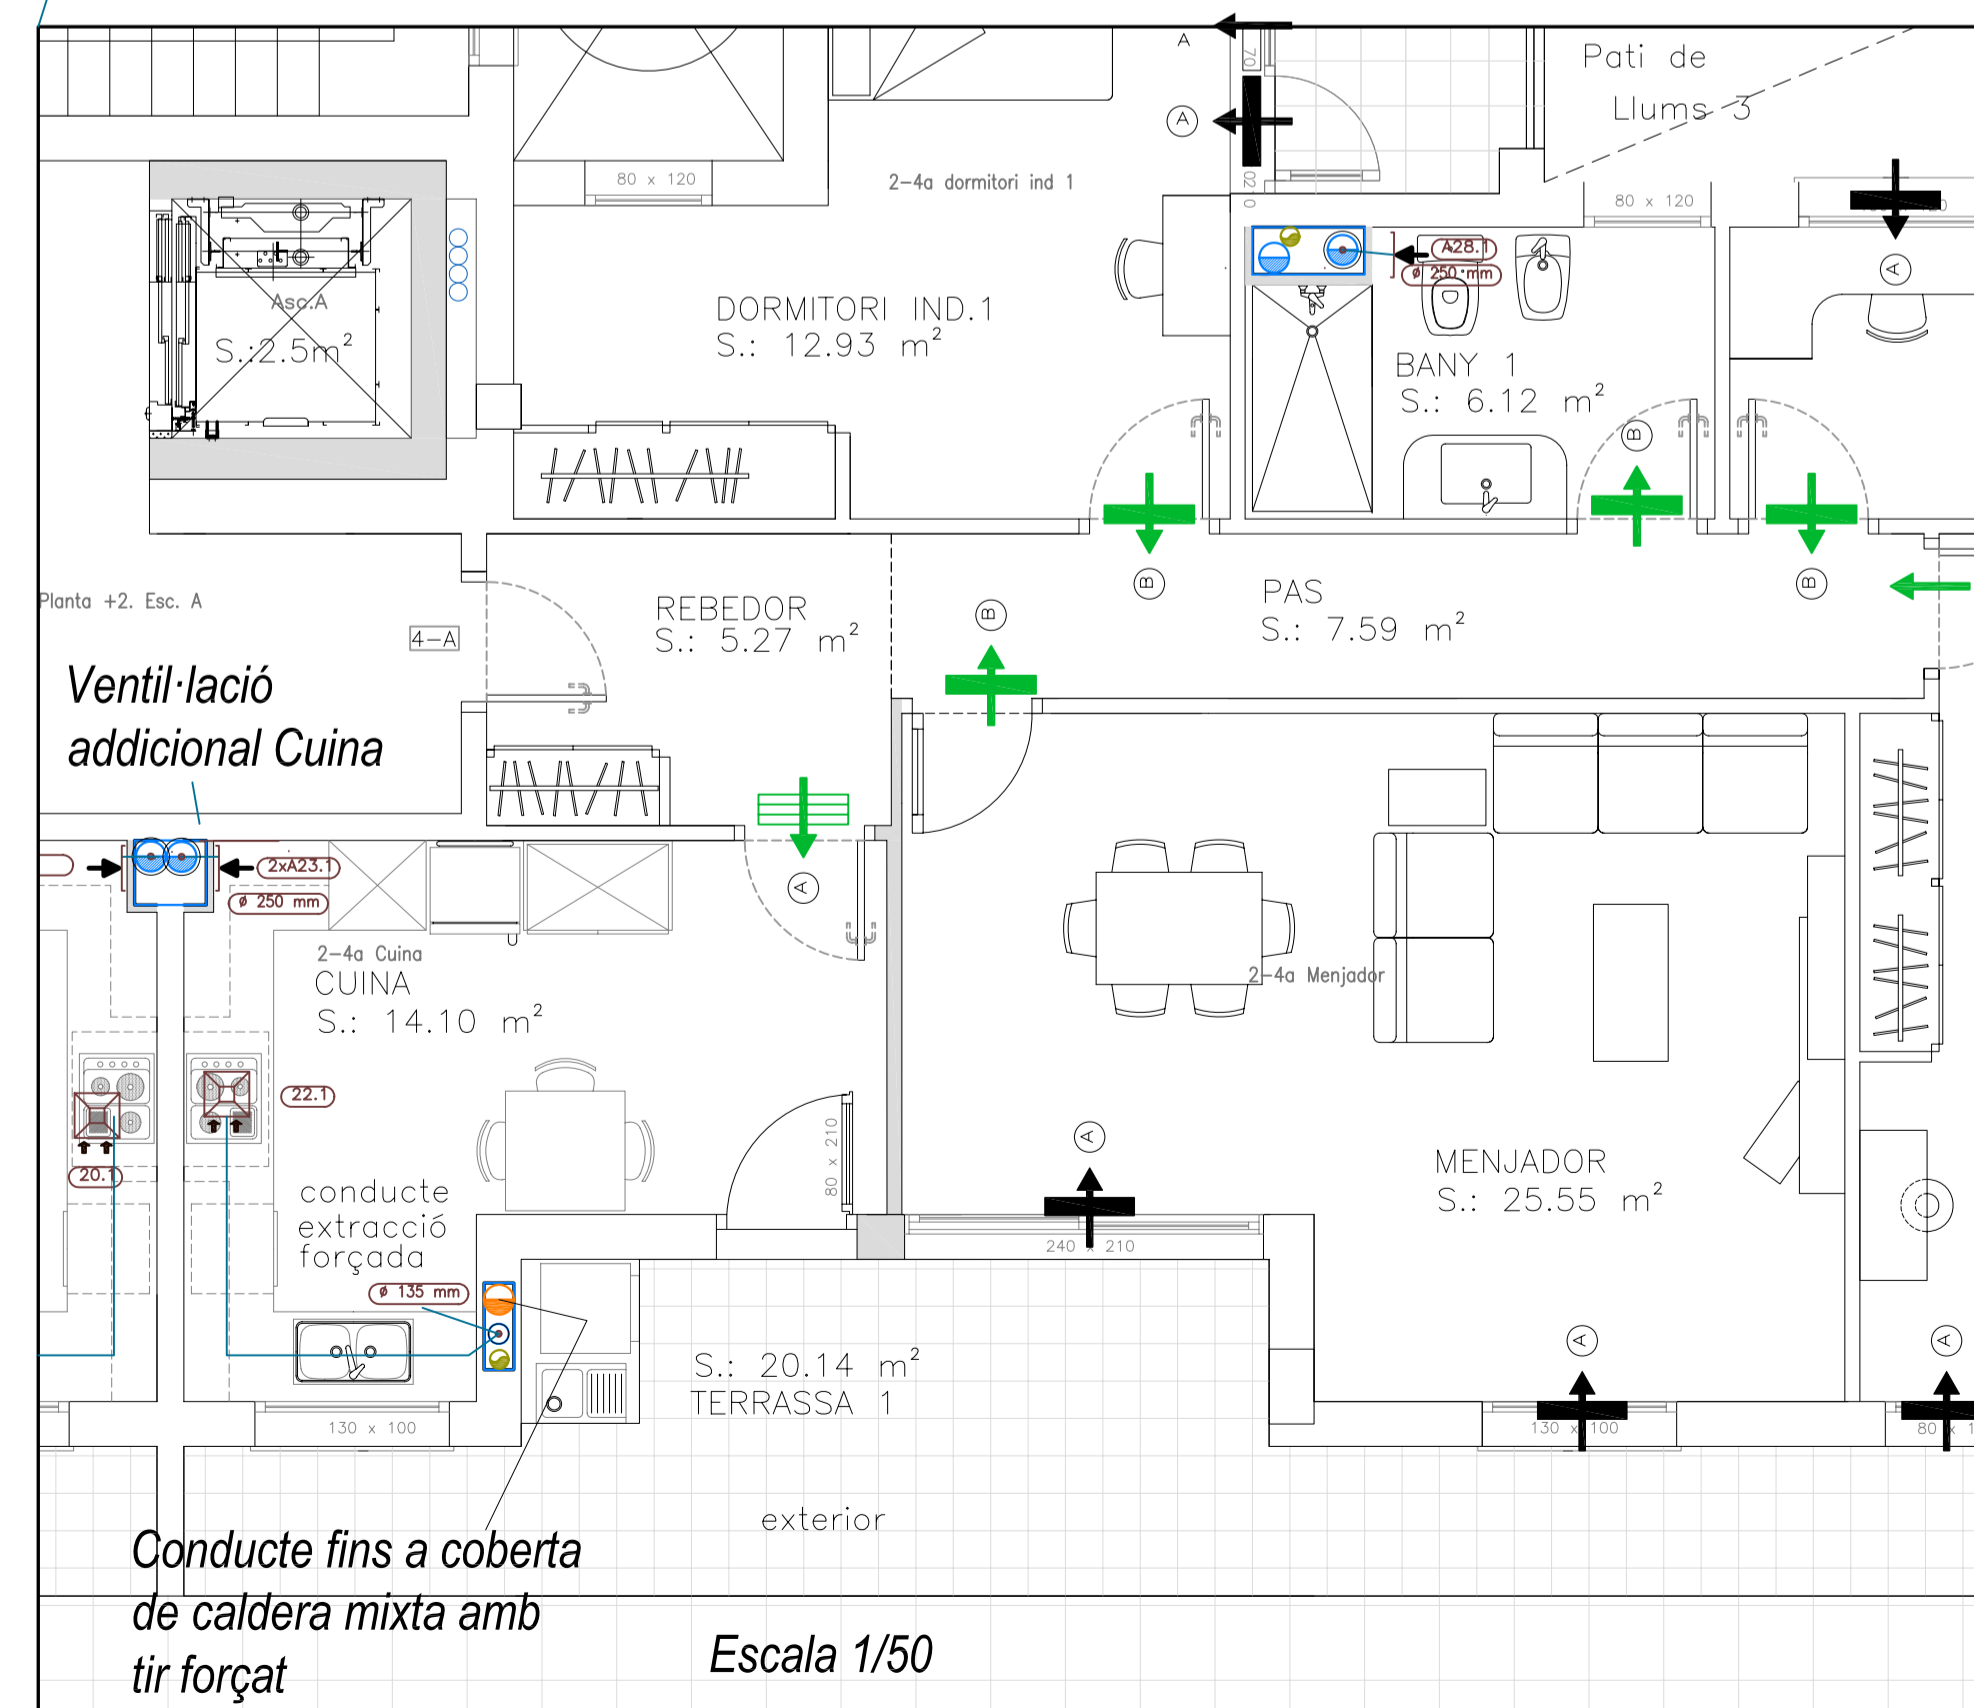 Pati de
Llums 3
A
70
A
80 x 120
2-4a dormitori ind 1
02 0
80 x 120
A28.1
ø 250 mm
A
Asc.A
S.:2.5m²
DORMITORI IND.1
S.: 12.93 m²
BANY 1
S.: 6.12 m²
B
B
B
B
Planta +2. Esc. A
4-A
REBEDOR
S.: 5.27 m²
PAS
S.: 7.59 m²
Ventil·lació
addicional Cuina
2xA23.1
ø 250 mm
A
2-4a Cuina
CUINA
S.: 14.10 m²
2-4a Menjador
22.1
20.1
80 x 210
A
MENJADOR
S.: 25.55 m²
conducte
extracció
forçada
240 x 210
ø 135 mm
A
A
S.: 20.14 m²
TERRASSA 1
130 x 100
130 x 100
80 x 1
exterior
Conducte fins a coberta
de caldera mixta amb
tir forçat
Escala 1/50